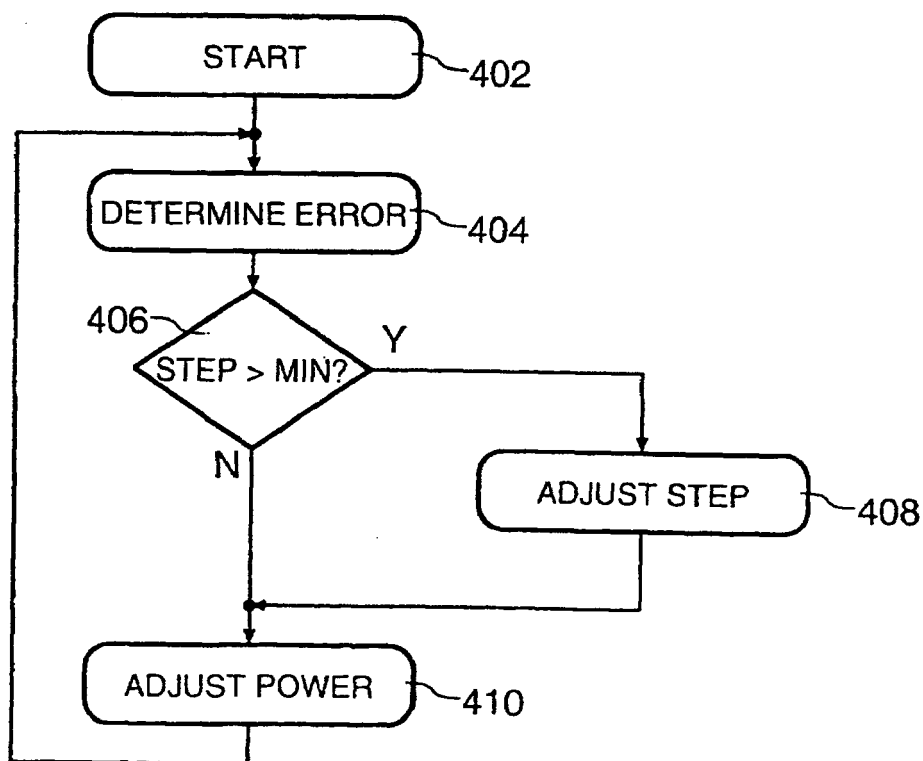 START
402
DETERMINE ERROR
404
406
STEP > MIN?
Y
N
ADJUST STEP
408
ADJUST POWER
410